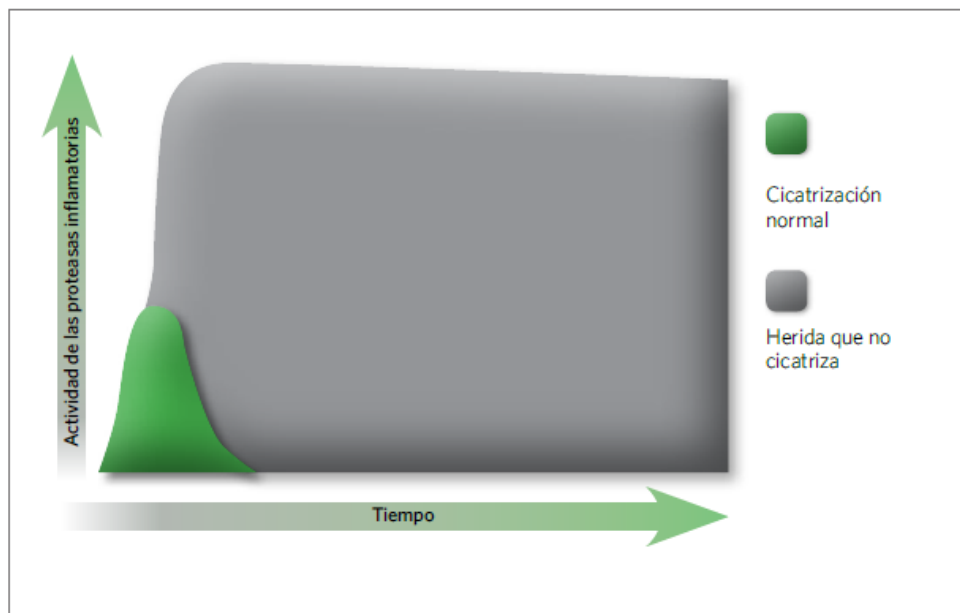 Actividad de las proteasas inflamatorias
Cicatrización
normal
Herida que no
cicatriza
Tiempo